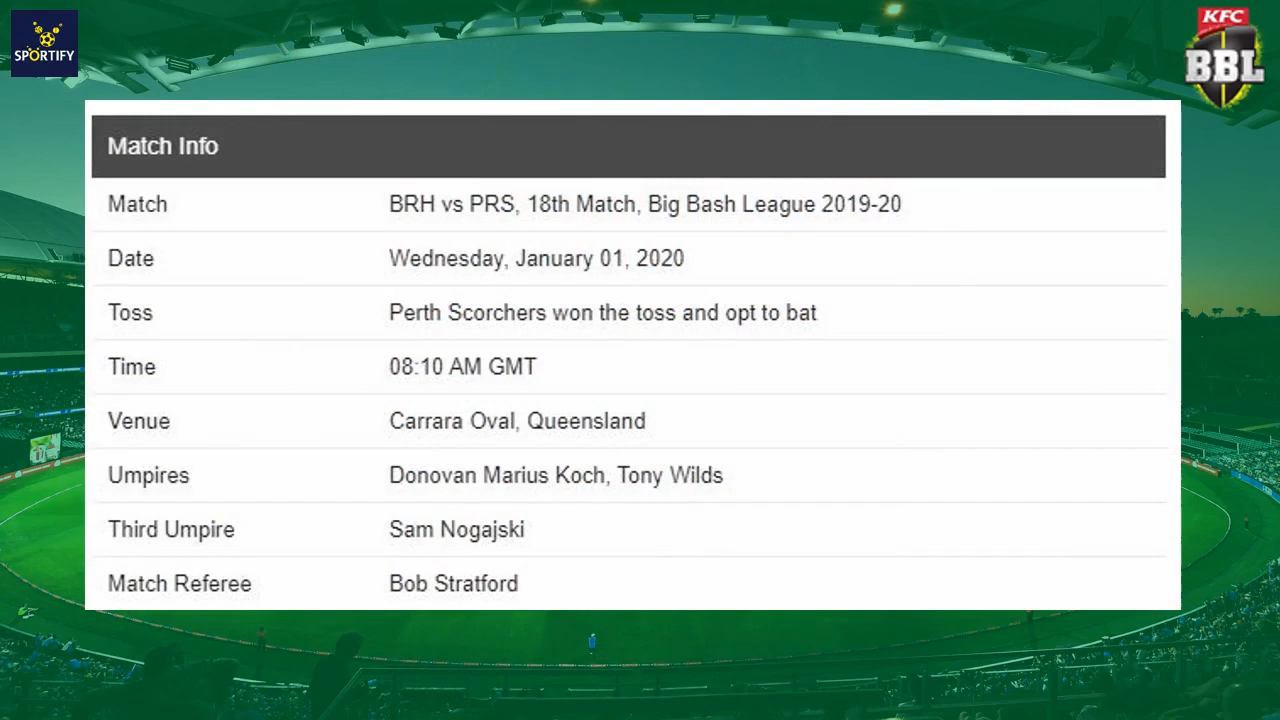 SPORTIFY
KFC
BBL
Match Info
Match BRH vs PRS, 18th Match, Big Bash League 2019-20
Date Wednesday, January 01, 2020
Toss Perth Scorchers won the toss and opt to bat
Time 08:10 AM GMT
Venue Carrara Oval, Queensland
Umpires Donovan Marius Koch, Tony Wilds
Third Umpire Sam Nogajski
Match Referee Bob Stratford